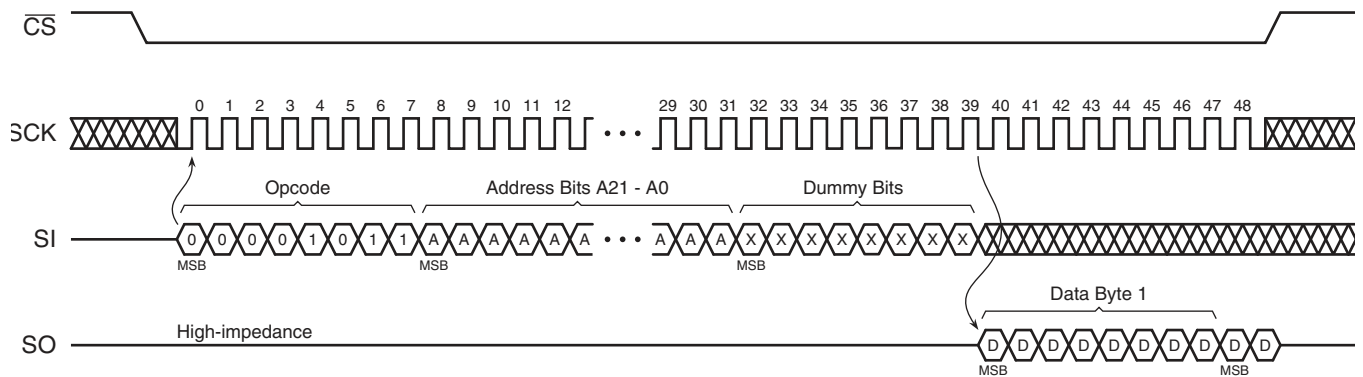 CS
SCK
0 1 2 3 4 5 6 7 8 9 10 11 12 29 30 31 32 33 34 35 36 37 38 39 40 41 42 43 44 45 46 47 48
Opcode Address Bits A21 - A0 Dummy Bits
SI 0 0 0 0 1 0 1 1 A A A A A A A A A X X X X X X X X
MSB MSB MSB
Data Byte 1
High-impedance
SO D D D D D D D D D D
MSB MSB